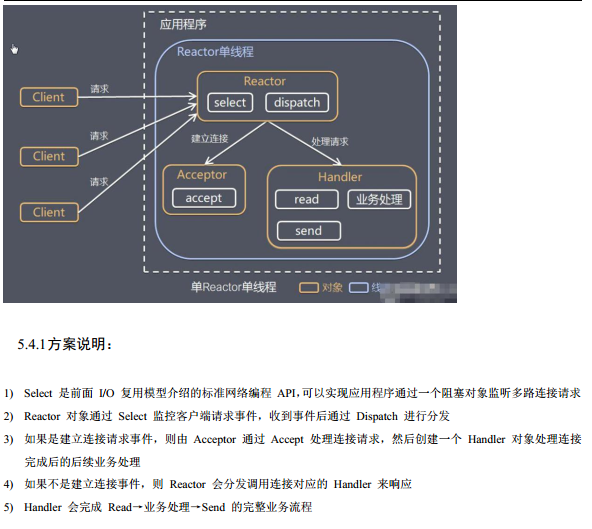 应用程序
Reactor单线程
Reactor
select
dispatch
Client
请求
Client
请求
Client
请求
建立连接
处理请求
Acceptor
accept
Handler
read
业务处理
send
单Reactor单线程
对象
线
5.4.1方案说明：
1) Select 是前面 I/O 复用模型介绍的标准网络编程 API，可以实现应用程序通过一个阻塞对象监听多路连接请求
2) Reactor 对象通过 Select 监控客户端请求事件，收到事件后通过 Dispatch 进行分发
3) 如果是建立连接请求事件，则由 Acceptor 通过 Accept 处理连接请求，然后创建一个 Handler 对象处理连接
完成后的后续业务处理
4) 如果不是建立连接事件，则 Reactor 会分发调用连接对应的 Handler 来响应
5) Handler 会完成 Read→业务处理→Send 的完整业务流程